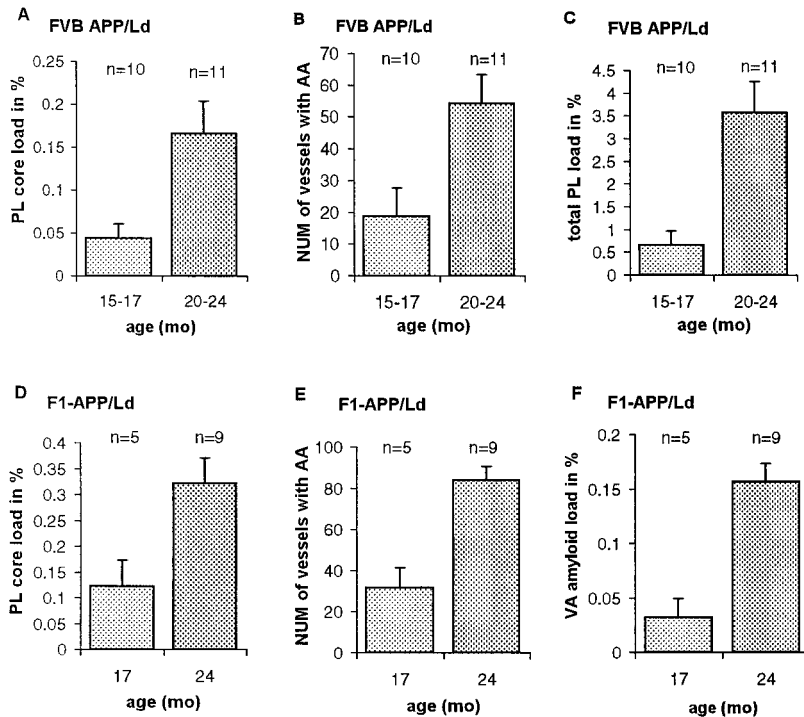 A FVB APP/Ld
PL core load in %
0.25
0.2
0.15
0.1
0.05
0
n=10 n=11
15-17 20-24
age (mo)
B FVB APP/Ld
NUM of vessels with AA
70
60
50
40
30
20
10
0
n=10 n=11
15-17 20-24
age (mo)
C FVB APP/Ld
total PL load in %
4.5
4
3.5
3
2.5
2
1.5
1
0.5
0
n=10 n=11
15-17 20-24
age (mo)
D F1-APP/Ld
PL core load in %
0.4
0.35
0.3
0.25
0.2
0.15
0.1
0.05
0
n=5 n=9
17 24
age (mo)
E F1-APP/Ld
NUM of vessels with AA
100
80
60
40
20
0
n=5 n=9
17 24
age (mo)
F F1-APP/Ld
VA amyloid load in %
0.2
0.15
0.1
0.05
0
n=5 n=9
17 24
age (mo)